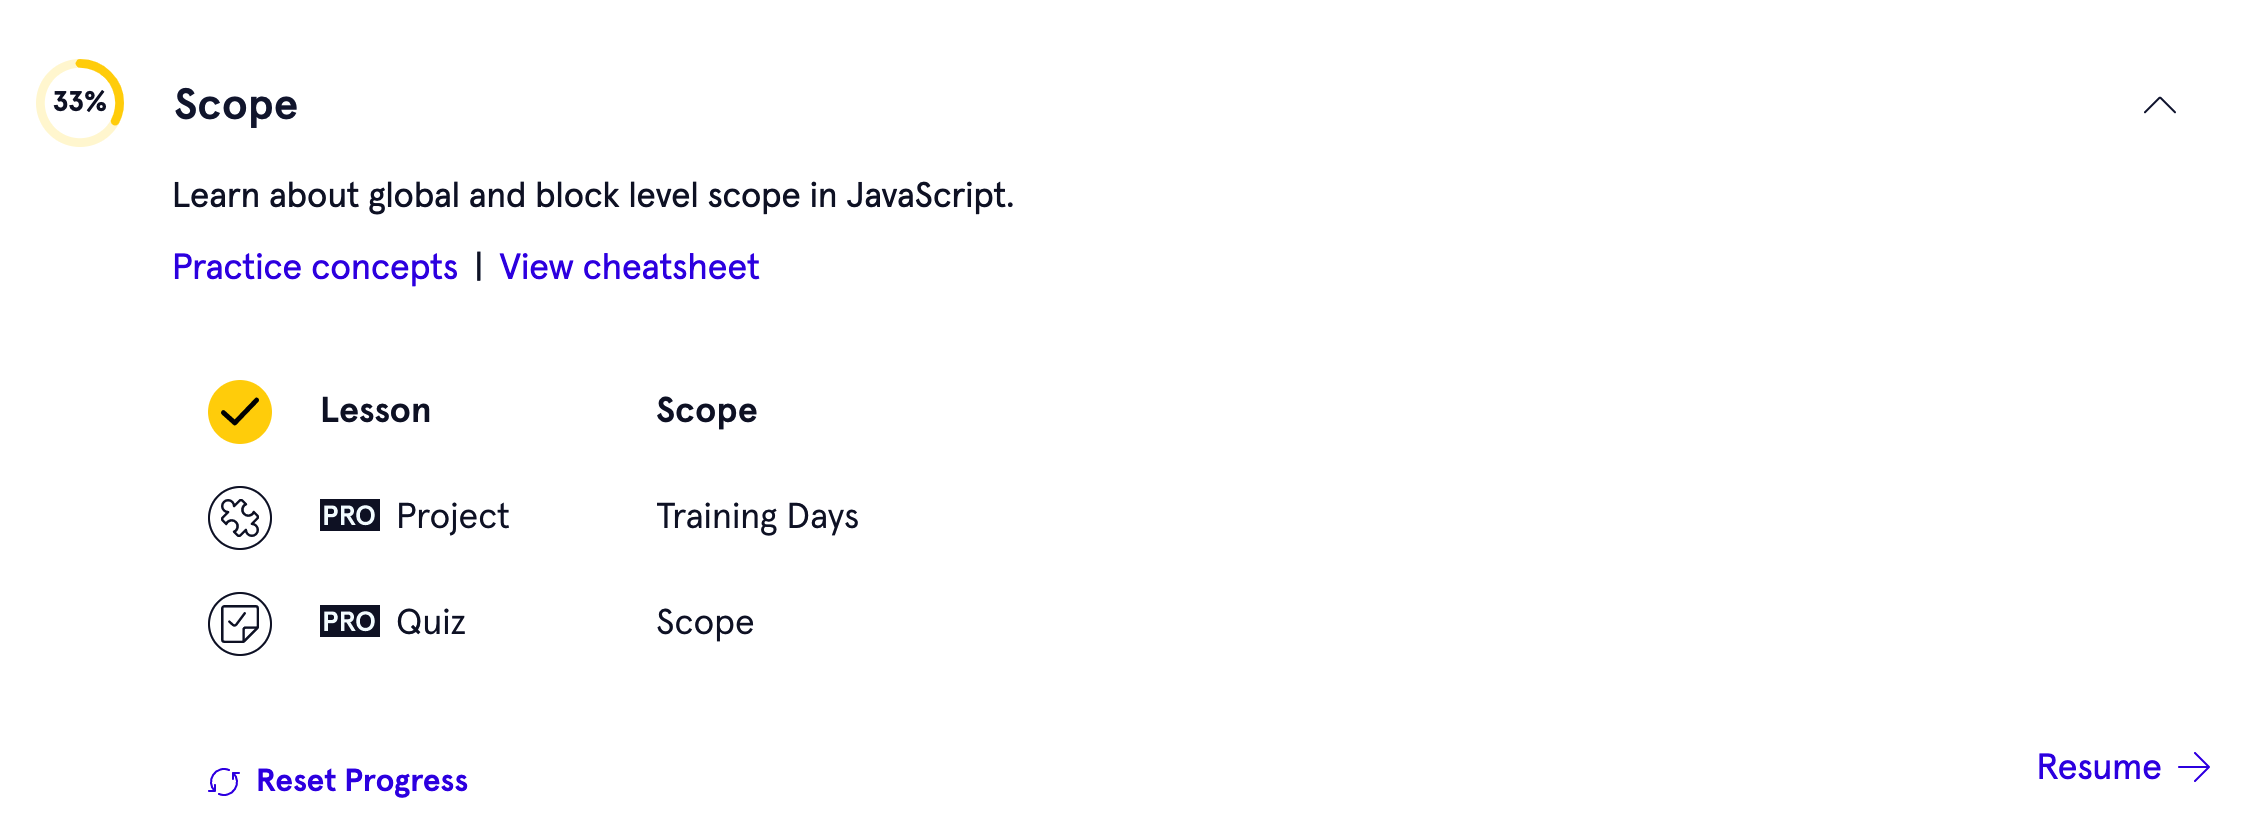 33% Scope
Learn about global and block level scope in JavaScript.
Practice concepts | View cheatsheet
Lesson Scope
PRO Project Training Days
PRO Quiz Scope
Reset Progress
Resume